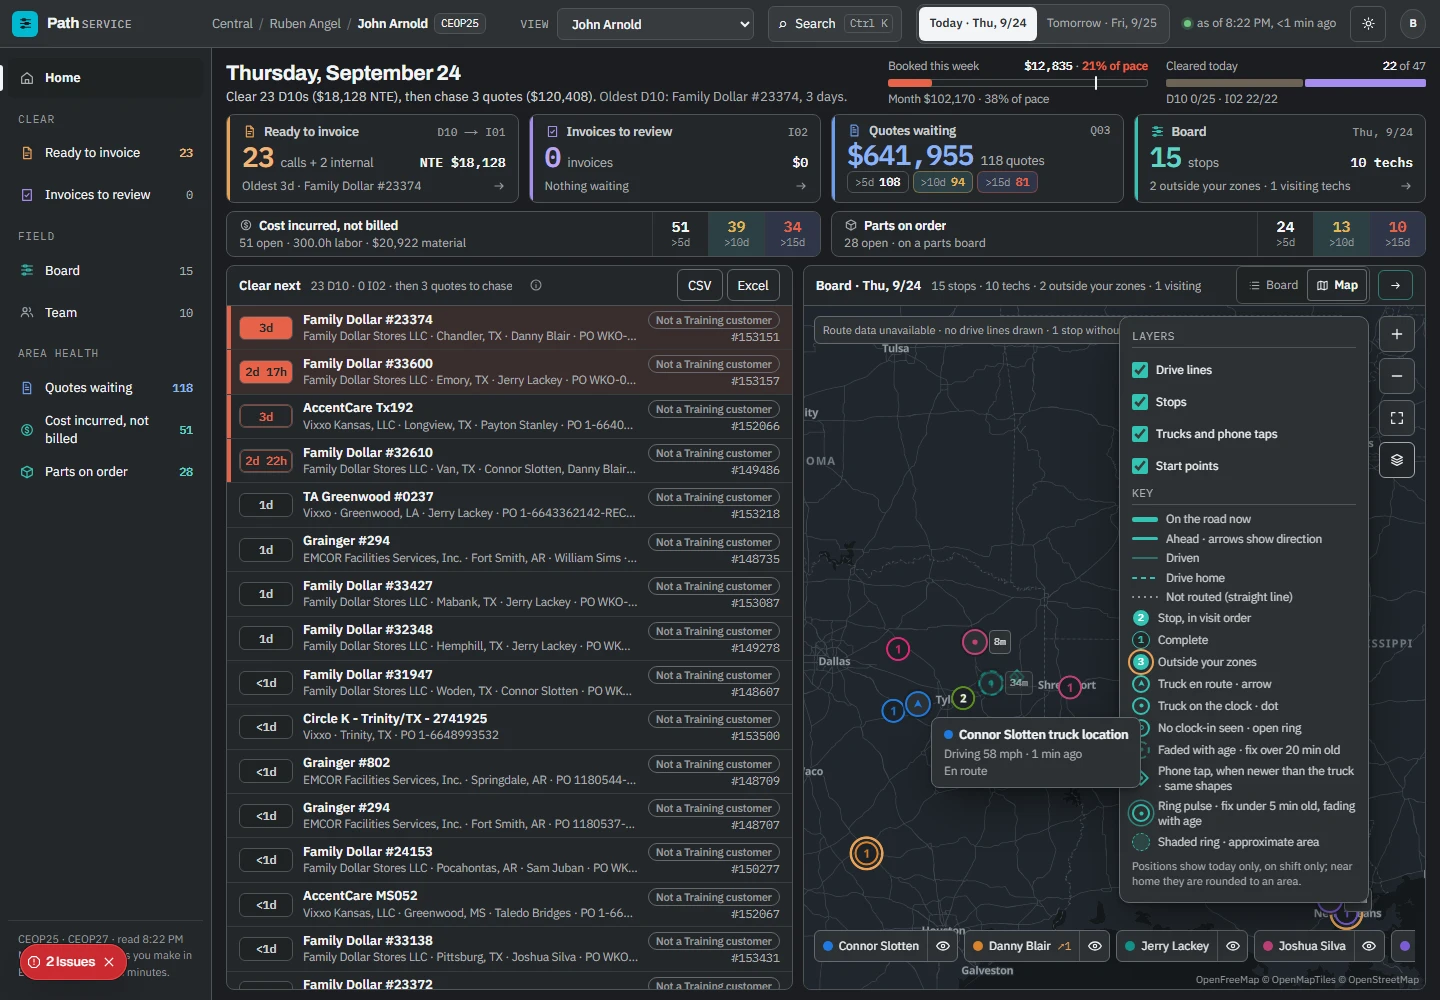 Path SERVICE
Central / Ruben Angel / John Arnold CEOP25
VIEW John Arnold
Search Ctrl K
Today · Thu, 9/24 Tomorrow · Fri, 9/25
as of 8:22 PM, <1 min ago
B
Home
CLEAR
Ready to invoice 23
Invoices to review 0
FIELD
Board 15
Team 10
AREA HEALTH
Quotes waiting 118
Cost incurred, not billed 51
Parts on order 28
CEOP25 · CEOP27 · read 8:22 PM
s you make in
minutes.
2 Issues
Thursday, September 24
Clear 23 D10s ($18,128 NTE), then chase 3 quotes ($120,408). Oldest D10: Family Dollar #23374, 3 days.
Booked this week $12,835 · 21% of pace
Month $102,170 · 38% of pace
Cleared today 22 of 47
D10 0/25 · I02 22/22
Ready to invoice D10 → I01
23 calls + 2 internal NTE $18,128
Oldest 3d · Family Dollar #23374 →
Invoices to review I02
0 invoices $0
Nothing waiting →
Quotes waiting Q03
$641,955 118 quotes
>5d 108 >10d 94 >15d 81
Board Thu, 9/24
15 stops 10 techs
2 outside your zones · 1 visiting techs →
Cost incurred, not billed
51 open · 300.0h labor · $20,922 material
51 >5d
39 >10d
34 >15d
Parts on order
28 open · on a parts board
24 >5d
13 >10d
10 >15d
Clear next 23 D10 · 0 I02 · then 3 quotes to chase
CSV Excel
3d Family Dollar #23374 Not a Training customer
Family Dollar Stores LLC · Chandler, TX · Danny Blair · PO WKO-... #153151
2d 17h Family Dollar #33600 Not a Training customer
Family Dollar Stores LLC · Emory, TX · Jerry Lackey · PO WKO-0... #153157
3d AccentCare Tx192 Not a Training customer
Vixxo Kansas, LLC · Longview, TX · Payton Stanley · PO 1-6640... #152066
2d 22h Family Dollar #32610 Not a Training customer
Family Dollar Stores LLC · Van, TX · Connor Slotten, Danny Blair... #149486
1d TA Greenwood #0237 Not a Training customer
Vixxo · Greenwood, LA · Jerry Lackey · PO 1-6643362142-REC... #153218
1d Grainger #294 Not a Training customer
EMCOR Facilities Services, Inc. · Fort Smith, AR · William Sims ·... #148735
1d Family Dollar #33427 Not a Training customer
Family Dollar Stores LLC · Mabank, TX · Jerry Lackey · PO WKO-... #153087
1d Family Dollar #32348 Not a Training customer
Family Dollar Stores LLC · Hemphill, TX · Jerry Lackey · PO WK... #149278
<1d Family Dollar #31947 Not a Training customer
Family Dollar Stores LLC · Woden, TX · Connor Slotten · PO WK... #148607
<1d Circle K - Trinity/TX - 2741925 Not a Training customer
Vixxo · Trinity, TX · PO 1-6648993532 #153500
<1d Grainger #802 Not a Training customer
EMCOR Facilities Services, Inc. · Springdale, AR · PO 1180544-... #148709
<1d Grainger #294 Not a Training customer
EMCOR Facilities Services, Inc. · Fort Smith, AR · PO 1180537-... #148707
<1d Family Dollar #24153 Not a Training customer
Family Dollar Stores LLC · Pocahontas, AR · Sam Juban · PO WK... #150277
<1d AccentCare MS052 Not a Training customer
Vixxo Kansas, LLC · Greenwood, MS · Taledo Bridges · PO 1-66... #152067
<1d Family Dollar #33138 Not a Training customer
Family Dollar Stores LLC · Pittsburg, TX · Joshua Silva · PO WKO... #153431
Family Dollar #23372 Not a Training customer
Board · Thu, 9/24 15 stops · 10 techs · 2 outside your zones · 1 visiting
Board Map →
Route data unavailable · no drive lines drawn · 1 stop withou
Tulsa
ity
OMA
Dallas
Tyl
Shre ort
aco
Houston
Galveston
SSIPPI
Ne ans
1
8m
34m
1
1
2
1
Connor Slotten truck location
Driving 58 mph · 1 min ago
En route
LAYERS
Drive lines
Stops
Trucks and phone taps
Start points
KEY
On the road now
Ahead · arrows show direction
Driven
Drive home
Not routed (straight line)
2 Stop, in visit order
1 Complete
3 Outside your zones
Truck en route · arrow
Truck on the clock · dot
No clock-in seen · open ring
Faded with age · fix over 20 min old
Phone tap, when newer than the truck
· same shapes
Ring pulse · fix under 5 min old, fading
with age
Shaded ring · approximate area
Positions show today only, on shift only; near
home they are rounded to an area.
Connor Slotten
Danny Blair ↗1
Jerry Lackey
Joshua Silva
OpenFreeMap © OpenMapTiles © OpenStreetMap